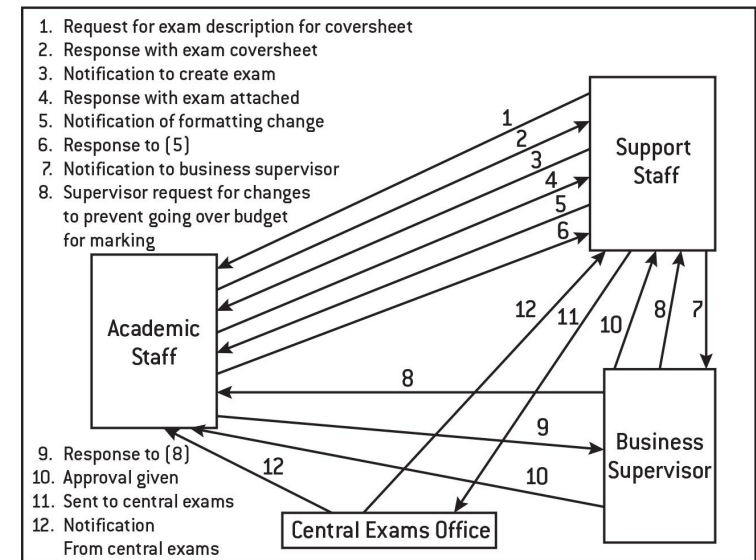 1. Request for exam description for coversheet
2. Response with exam coversheet
3. Notification to create exam
4. Response with exam attached
5. Notification of formatting change
6. Response to (5)
7. Notification to business supervisor
8. Supervisor request for changes
to prevent going over budget
for marking
1
2
3
4
5
6
Support
Staff
Academic
Staff
12
11
10
8
7
8
9
10
12
Business
Supervisor
Central Exams Office
9. Response to (8)
10. Approval given
11. Sent to central exams
12. Notification
From central exams